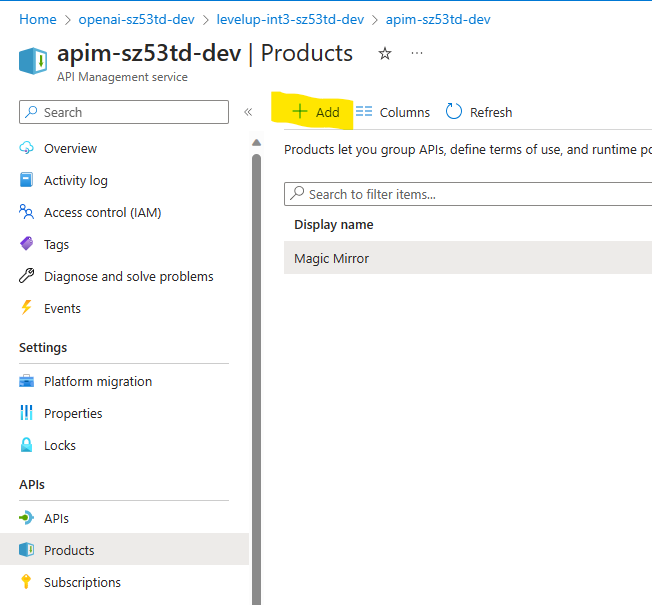 Home > openai-sz53td-dev > levelup-int3-sz53td-dev > apim-sz53td-dev
apim-sz53td-dev | Products
API Management service
Search
Add Columns Refresh
Overview
Activity log
Access control (IAM)
Tags
Diagnose and solve problems
Events
Settings
Platform migration
Properties
Locks
APIs
APIs
Products
Subscriptions
Products let you group APIs, define terms of use, and runtime po
Search to filter items...
Display name
Magic Mirror